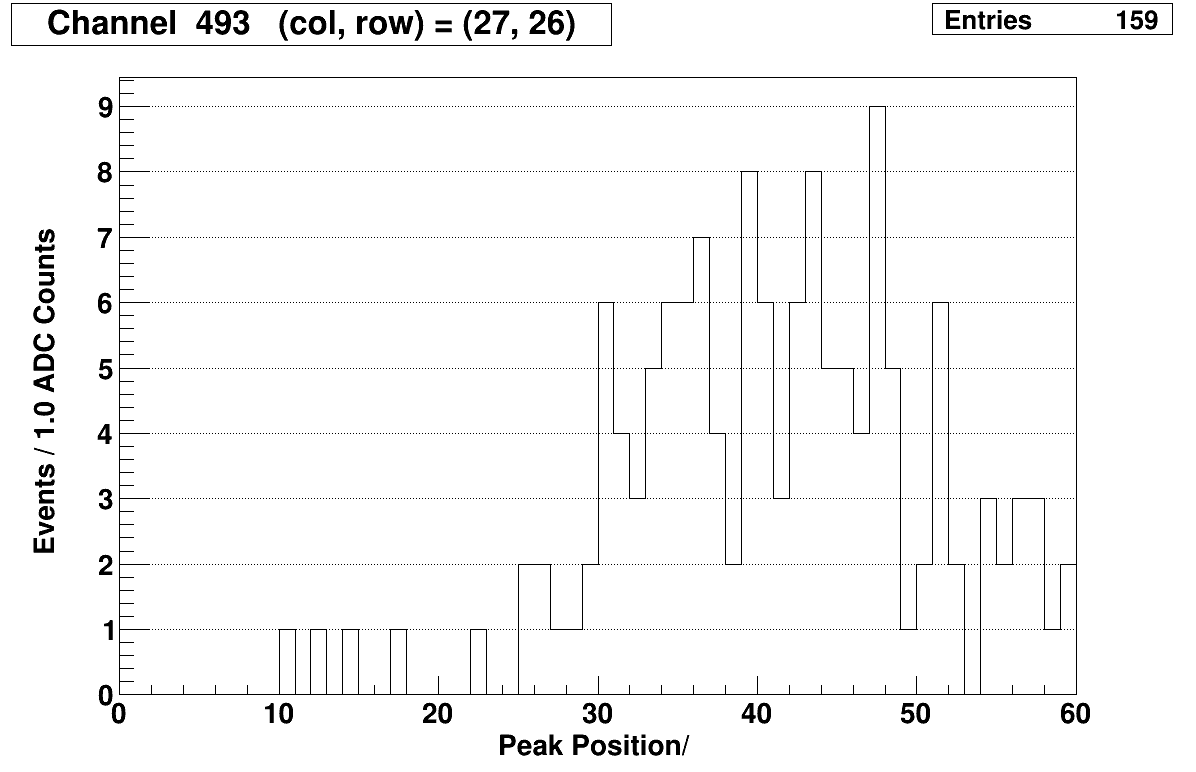 Channel 493 (col, row) = (27, 26)
Entries 159
Events / 1.0 ADC Counts
9
8
7
6
5
4
3
2
1
0
0 10 20 30 40 50 60
Peak Position/